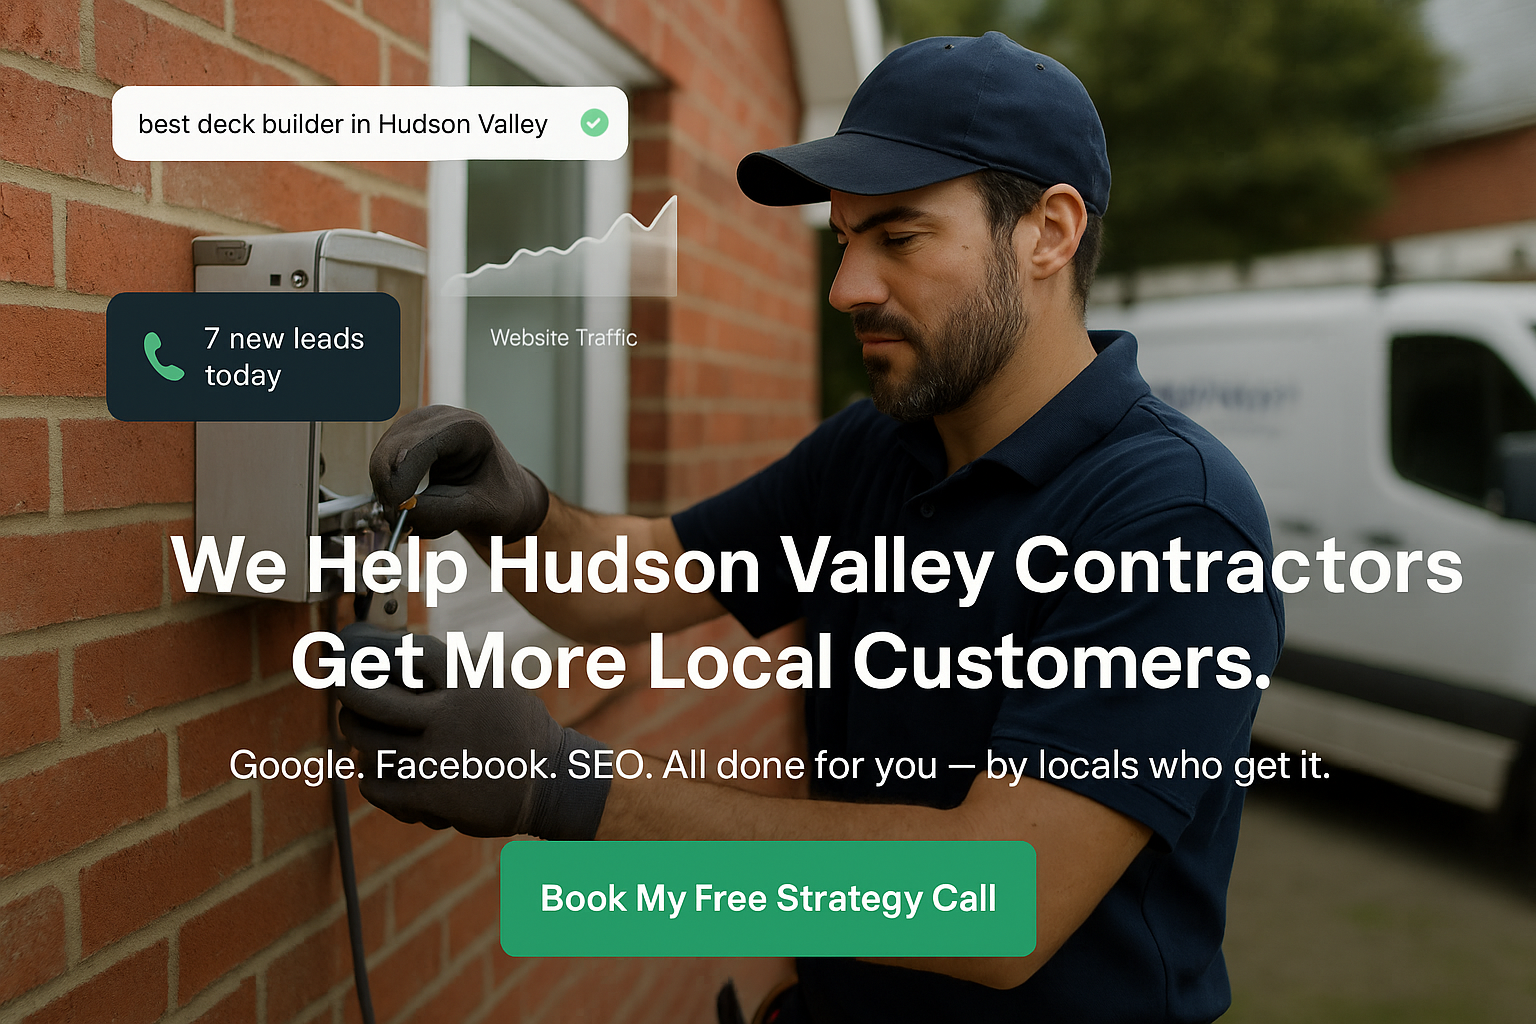 best deck builder in Hudson Valley
7 new leads
today
Website Traffic
We Help Hudson Valley Contractors
Get More Local Customers.
Google. Facebook. SEO. All done for you — by locals who get it.
Book My Free Strategy Call